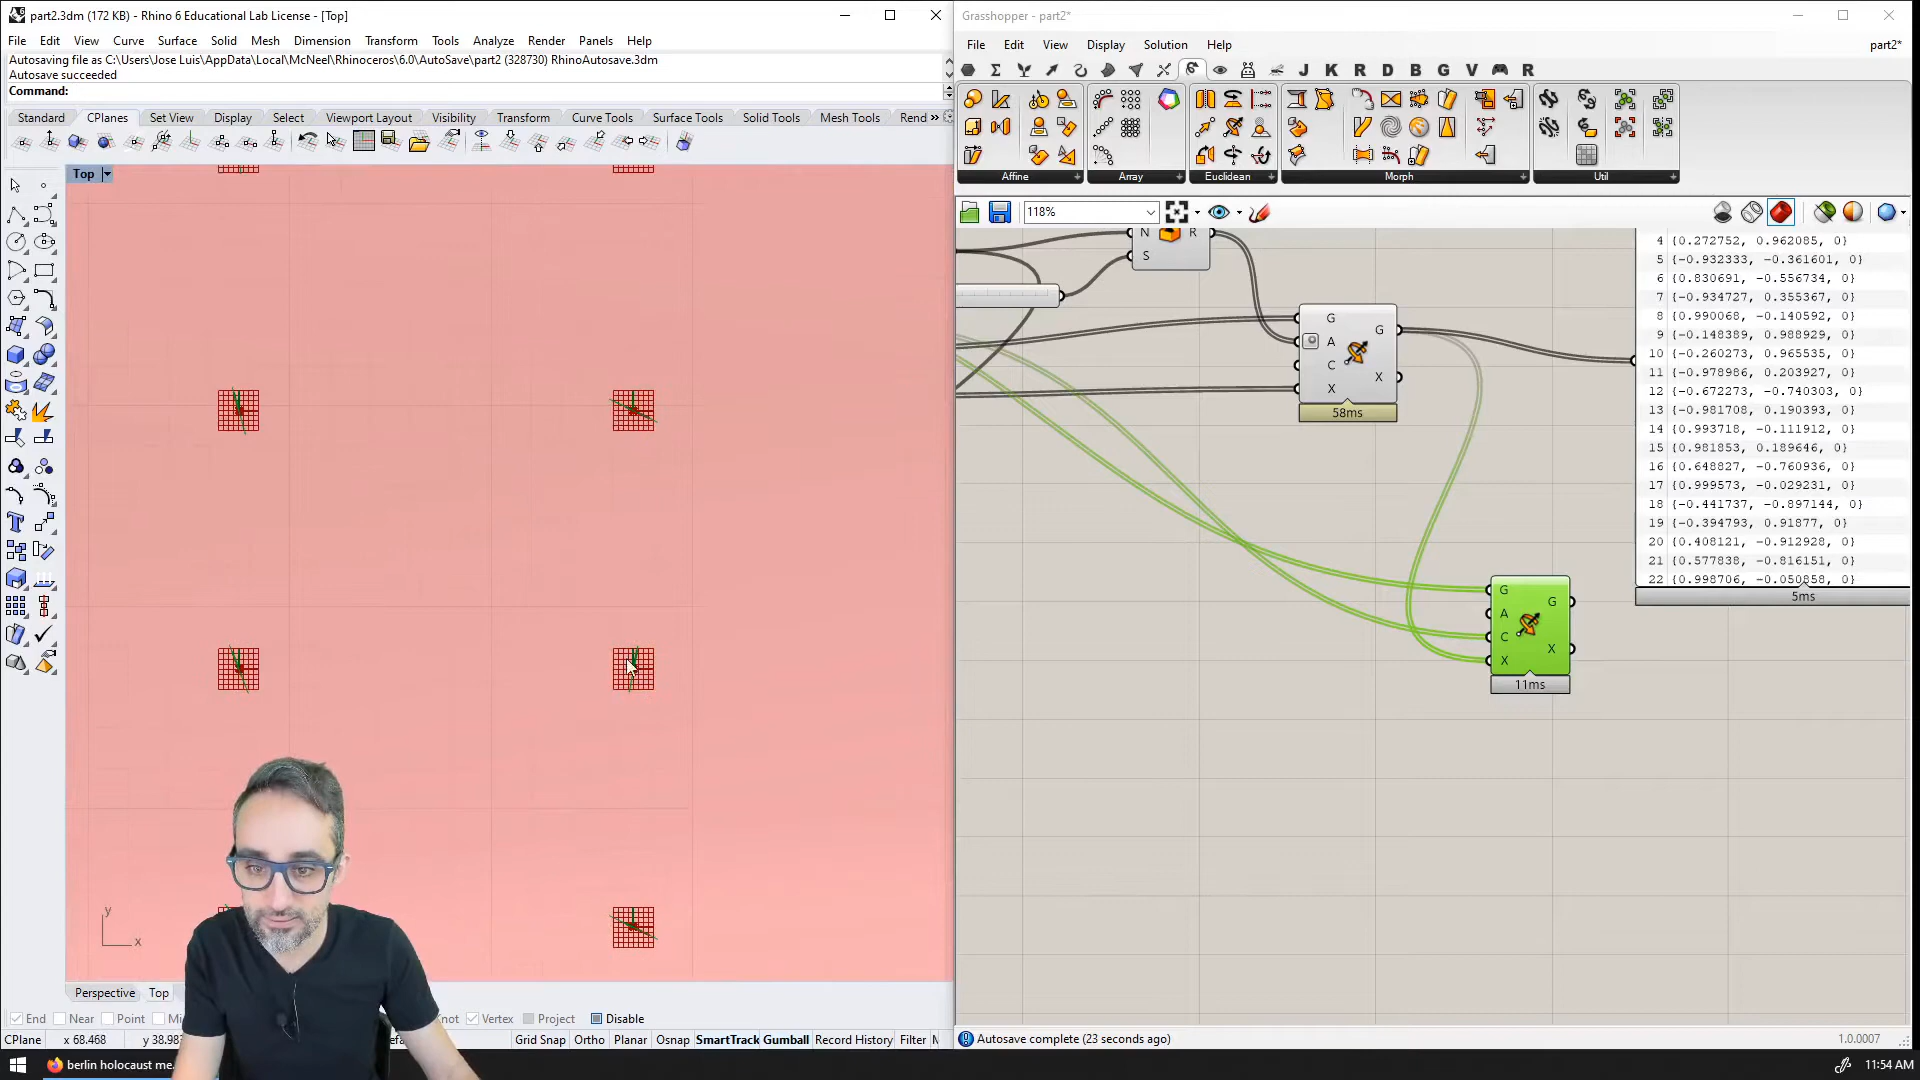 part2.3dm (172 KB) - Rhino 6 Educational Lab License - [Top]
File Edit View Curve Surface Solid Mesh Dimension Transform Tools Analyze Render Panels Help
Autosaving file as C:\Users\Jose Luis\AppData\Local\McNeel\Rhinoceros\6.0\AutoSave\part2 (328730) RhinoAutosave.3dm
Autosave succeeded
Command:
Standard CPlanes Set View Display Select Viewport Layout Visibility Transform Curve Tools Surface Tools Solid Tools Mesh Tools Rend »
Top
y
x
Perspective Top
End Near Point Mi Knot Vertex Project Disable
CPlane x 68.468 y 38.983 Grid Snap Ortho Planar Osnap SmartTrack Gumball Record History Filter
berlin holocaust me...
Grasshopper - part2*
File Edit View Display Solution Help part2*
J K R D B G V R
Affine Array Euclidean Morph Util
118%
N R
S
G
A G
C
X X
58ms
G
A G
C
X X
11ms
4 {0.272752, 0.962085, 0}
5 {-0.932333, -0.361601, 0}
6 {0.830691, -0.556734, 0}
7 {-0.934727, 0.355367, 0}
8 {0.990068, -0.140592, 0}
9 {-0.148389, 0.988929, 0}
10 {-0.260273, 0.965535, 0}
11 {-0.978986, 0.203927, 0}
12 {-0.672273, -0.740303, 0}
13 {-0.981708, 0.190393, 0}
14 {0.993718, -0.111912, 0}
15 {0.981853, 0.189646, 0}
16 {0.648827, -0.760936, 0}
17 {0.999573, -0.029231, 0}
18 {-0.441737, -0.897144, 0}
19 {-0.394793, 0.91877, 0}
20 {0.408121, -0.912928, 0}
21 {0.577838, -0.816151, 0}
22 {0.998706, -0.050858, 0}
5ms
Autosave complete (23 seconds ago)
1.0.0007
11:54 AM